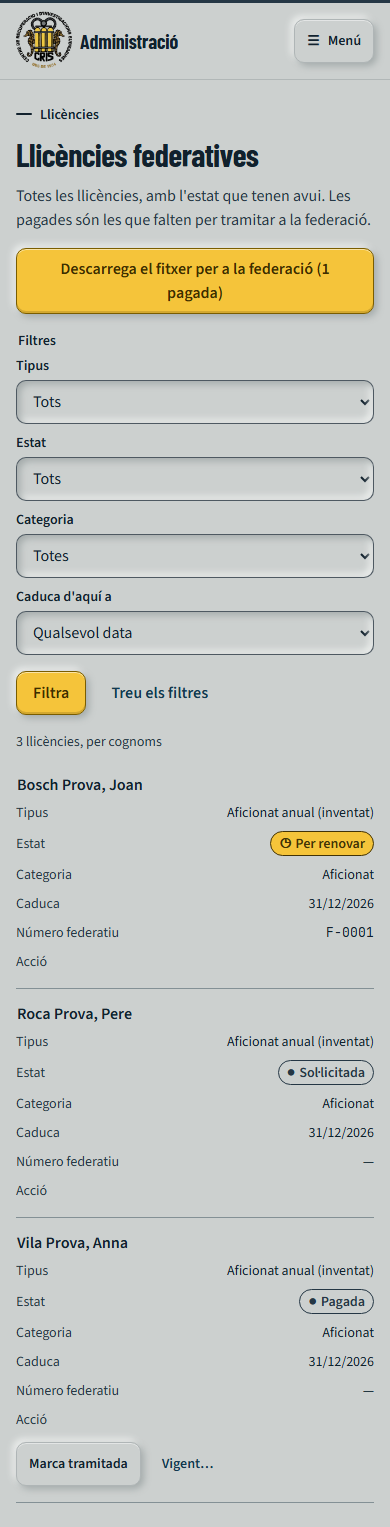 CRIS
Administració
☰ Menú
— Llicències
Llicències federatives
Totes les llicències, amb l'estat que tenen avui. Les
pagades són les que falten per tramitar a la federació.
Descarrega el fitxer per a la federació (1
pagada)
Filtres
Tipus
Tots
Estat
Tots
Categoria
Totes
Caduca d'aquí a
Qualsevol data
Filtra Treu els filtres
3 llicències, per cognoms
Bosch Prova, Joan
Tipus Aficionat anual (inventat)
Estat Per renovar
Categoria Aficionat
Caduca 31/12/2026
Número federatiu F-0001
Acció
Roca Prova, Pere
Tipus Aficionat anual (inventat)
Estat Sol·licitada
Categoria Aficionat
Caduca 31/12/2026
Número federatiu —
Acció
Vila Prova, Anna
Tipus Aficionat anual (inventat)
Estat Pagada
Categoria Aficionat
Caduca 31/12/2026
Número federatiu —
Acció
Marca tramitada Vigent…